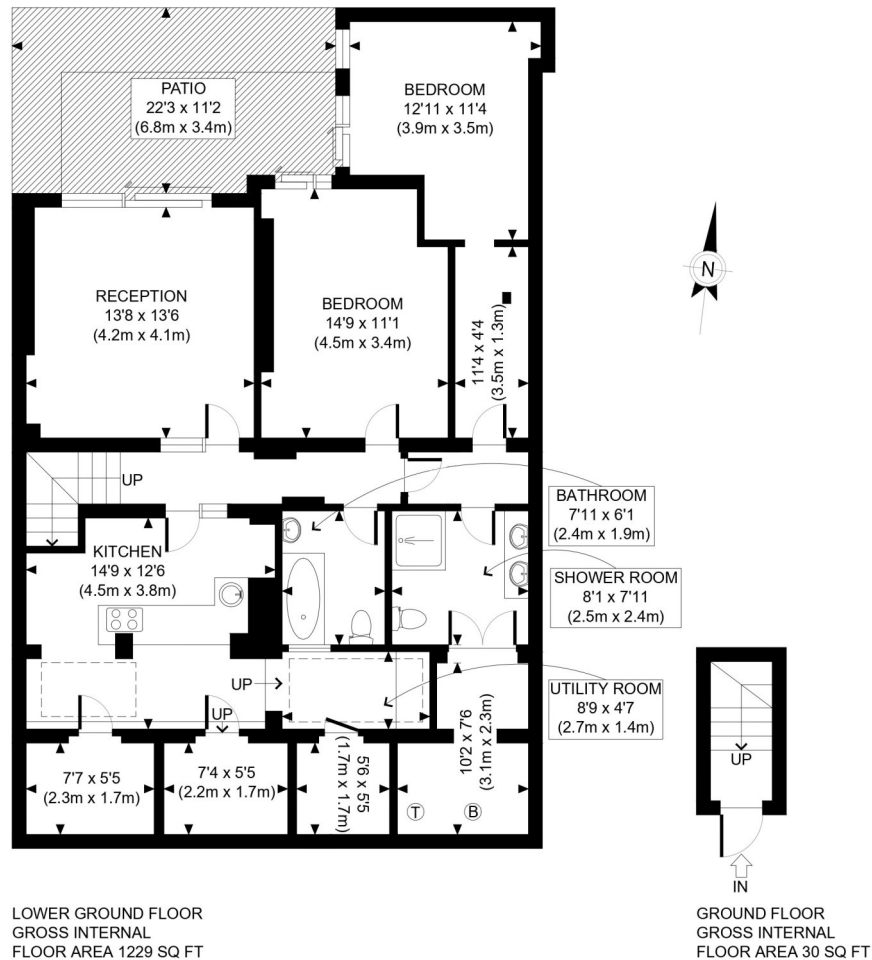 PATIO
22'3 x 11'2
(6.8m x 3.4m)
BEDROOM
12'11 x 11'4
(3.9m x 3.5m)
N
RECEPTION
13'8 x 13'6
(4.2m x 4.1m)
BEDROOM
14'9 x 11'1
(4.5m x 3.4m)
11'4 x 4'4
(3.5m x 1.3m)
UP
BATHROOM
7'11 x 6'1
(2.4m x 1.9m)
KITCHEN
14'9 x 12'6
(4.5m x 3.8m)
SHOWER ROOM
8'1 x 7'11
(2.5m x 2.4m)
UP
UP
UTILITY ROOM
8'9 x 4'7
(2.7m x 1.4m)
10'2 x 7'6
(3.1m x 2.3m)
7'7 x 5'5
(2.3m x 1.7m)
7'4 x 5'5
(2.2m x 1.7m)
5'6 x 5'5
(1.7m x 1.7m)
T
B
UP
IN
LOWER GROUND FLOOR
GROSS INTERNAL
FLOOR AREA 1229 SQ FT
GROUND FLOOR
GROSS INTERNAL
FLOOR AREA 30 SQ FT